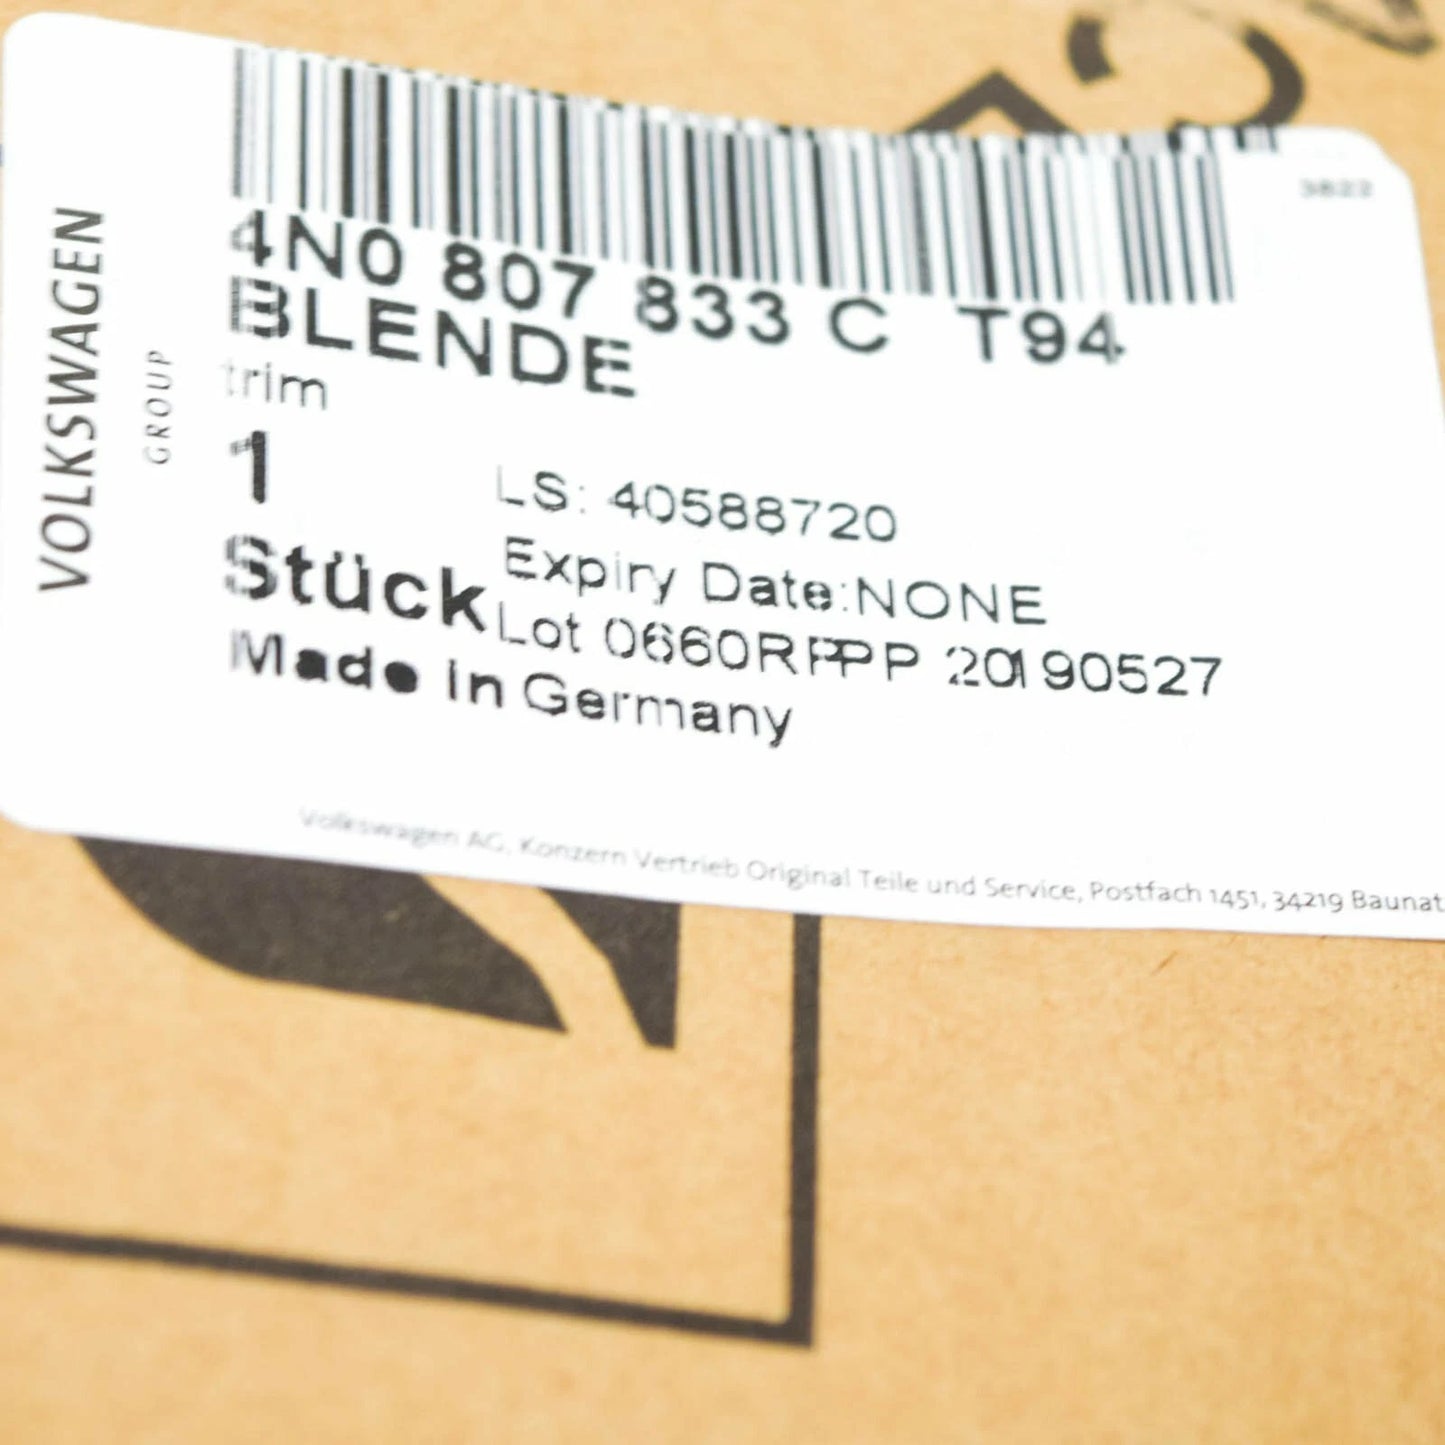 VOLKSWAGEN
GROUP
3822
4N0 807 833 C T94
BLENDE
trim
1
LS: 40588720
Stück
Expiry Date:NONE
Lot 0660RPPP 20190527
Made in Germany
Volkswagen AG, Konzern Vertrieb Original Teile und Service, Postfach 1451, 34219 Baunat